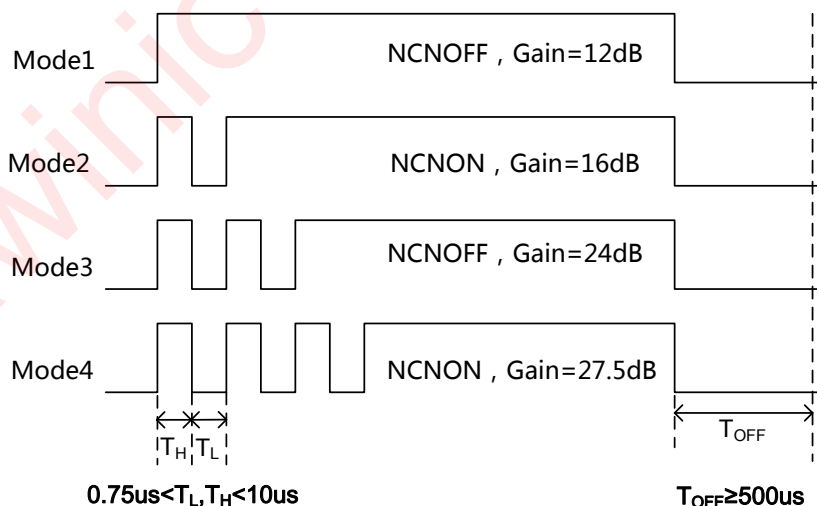 Mode1
NCNOFF , Gain=12dB
Mode2
NCNON , Gain=16dB
Mode3
NCNOFF , Gain=24dB
Mode4
NCNON , Gain=27.5dB
TH TL
TOFF
0.75us<TL,TH<10us
TOFF≥500us
winic